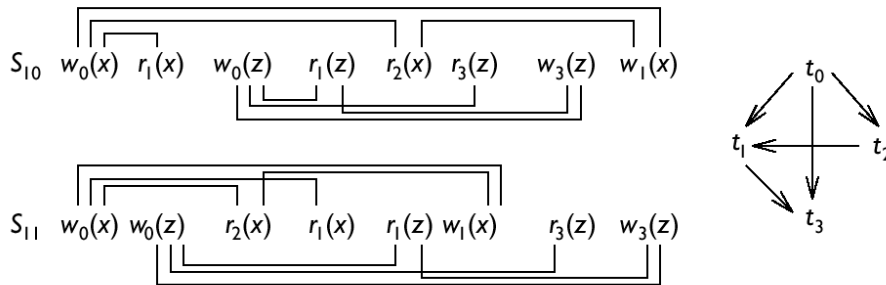 S₁₀ w₀(x) r₁(x) w₀(z) r₁(z) r₂(x) r₃(z) w₃(z) w₁(x)
t₀
t₁ t₂
S₁₁ w₀(x) w₀(z) r₂(x) r₁(x) r₁(z) w₁(x) r₃(z) w₃(z)
t₃